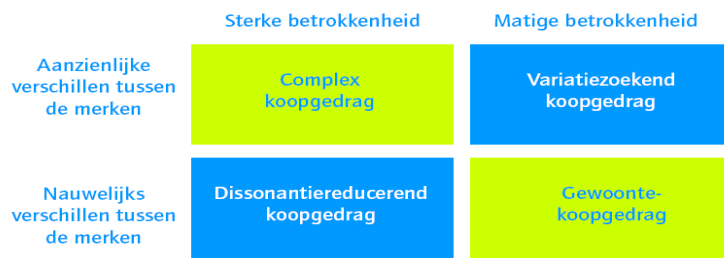 Sterke betrokkenheid
Matige betrokkenheid
Aanzienlijke
verschillen tussen
de merken
Complex
koopgedrag
Variatiezoekend
koopgedrag
Nauwelijks
verschillen tussen
de merken
Dissonantiereducerend
koopgedrag
Gewoonte-
koopgedrag